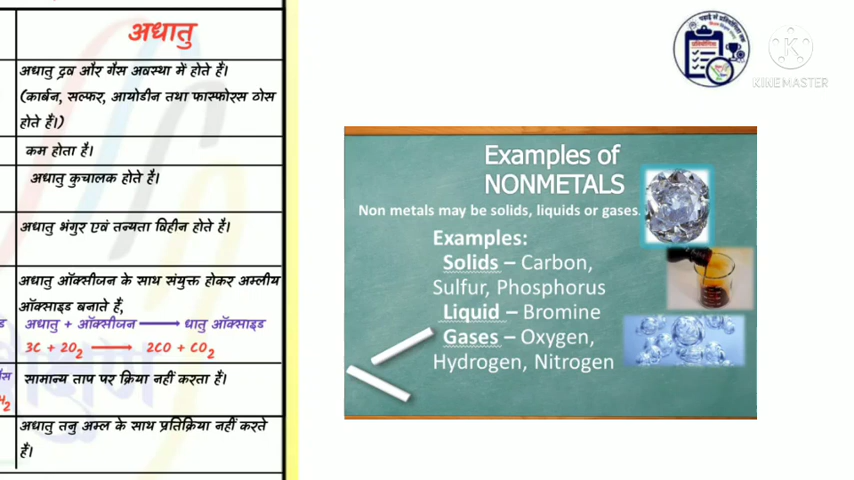 अधातु
अधातु द्रव और गैस अवस्था में होते हैं।
(कार्बन, सल्फर, आयोडीन तथा फास्फोरस ठोस
होते हैं।)
कम होता है।
अधातु कुचालक होते है।
अधातु भंगुर एवं तन्यता विहीन होते है।
अधातु ऑक्सीजन के साथ संयुक्त होकर अम्लीय
ऑक्साइड बनाते हैं,
अधातु + ऑक्सीजन ⟶ धातु ऑक्साइड
3C + 2O₂ ⟶ 2CO + CO₂
सामान्य ताप पर क्रिया नहीं करता हैं।
अधातु तनु अम्ल के साथ प्रतिक्रिया नहीं करते
हैं।
KINEMASTER
Examples of
NONMETALS
Non metals may be solids, liquids or gases.
Examples:
Solids – Carbon,
Sulfur, Phosphorus
Liquid – Bromine
Gases – Oxygen,
Hydrogen, Nitrogen